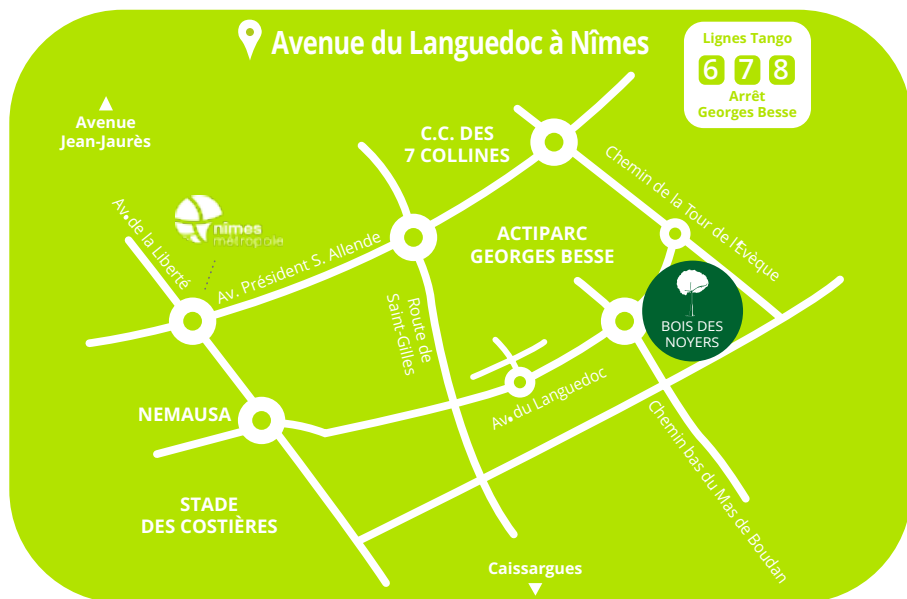 Avenue du Languedoc à Nîmes
Lignes Tango
6 7 8
Arrêt
Georges Besse
Avenue
Jean-Jaurès
C.C. DES
7 COLLINES
Chemin de la Tour de l'Evèque
Av. de la Liberté
nîmes
métropole
Av. Président S. Allende
ACTIPARC
GEORGES BESSE
Route de
Saint-Gilles
BOIS DES
NOYERS
Av. du Languedoc
NEMAUSA
Chemin bas du Mas de Boudan
STADE
DES COSTIÈRES
Caissargues